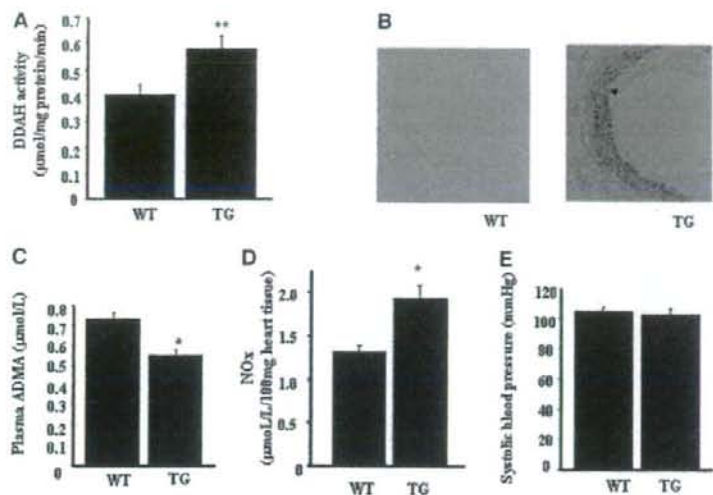 A
DDAH activity
(μmol/mg protein/min)
0.7
0.6
0.5
0.4
0.3
0.2
0.1
0
**
WT
TG
B
WT
TG
C
Plasma ADMA (μmol/L)
0.8
0.7
0.6
0.5
0.4
0.3
0.2
0.1
0
*
WT
TG
D
NOx
(μmoL/L/100mg heart tissue)
2.0
1.5
1.0
0.5
0
*
WT
TG
E
Systolic blood pressure (mmHg)
120
100
80
60
40
20
0
WT
TG